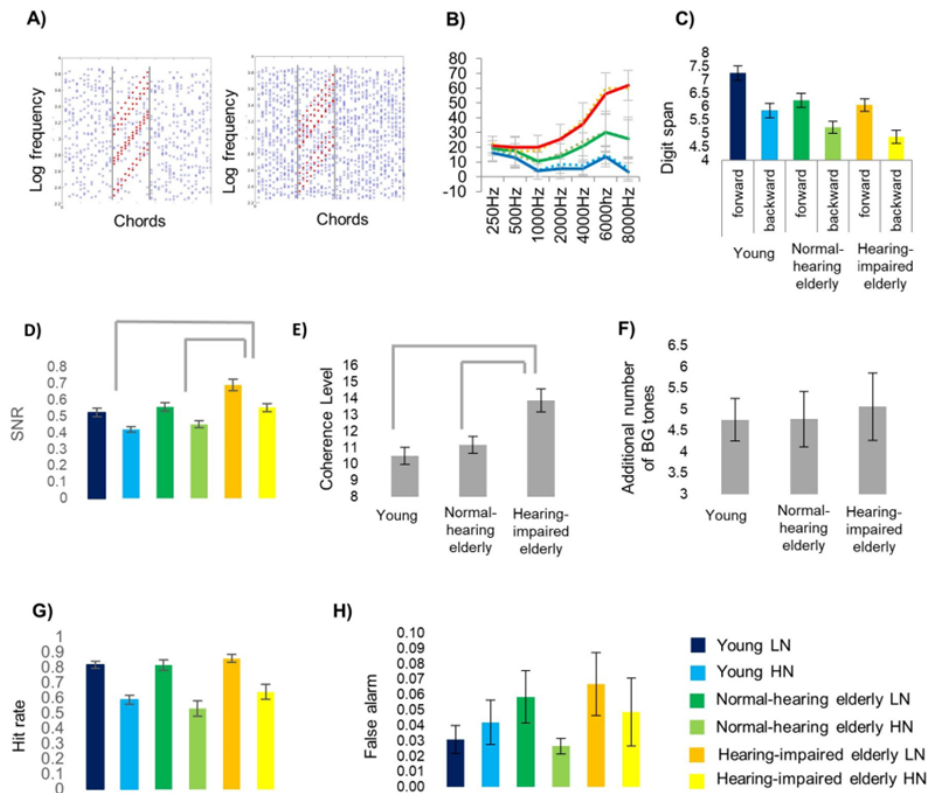 A)
Log frequency
Chords
Log frequency
Chords
B)
80
70
60
50
40
30
20
10
0
-10
250Hz
500Hz
1000Hz
2000Hz
4000Hz
6000hz
8000Hz
C)
Digit span
8
7.5
7
6.5
6
5.5
5
4.5
4
forward
backward
forward
backward
forward
backward
Young
Normal-
hearing
elderly
Hearing-
impaired
elderly
D)
SNR
0.8
0.7
0.6
0.5
0.4
0.3
0.2
0.1
0
E)
Coherence Level
16
15
14
13
12
11
10
9
8
Young
Normal-
hearing
elderly
Hearing-
impaired
elderly
F)
Additional number
of BG tones
6.5
6
5.5
5
4.5
4
3.5
3
Young
Normal-
hearing
elderly
Hearing-
impaired
elderly
G)
Hit rate
1
0.9
0.8
0.7
0.6
0.5
0.4
0.3
0.2
0.1
0
H)
False alarm
0.10
0.09
0.08
0.07
0.06
0.05
0.04
0.03
0.02
0.01
0.00
Young LN
Young HN
Normal-hearing elderly LN
Normal-hearing elderly HN
Hearing-impaired elderly LN
Hearing-impaired elderly HN